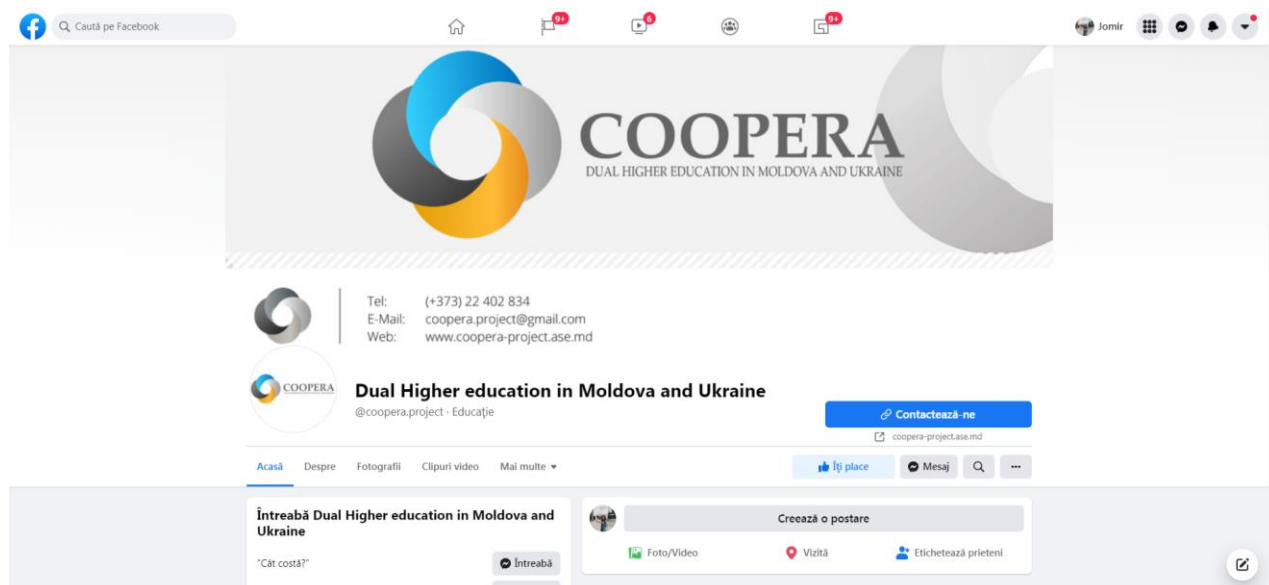 Caută pe Facebook
9+
6
9+
Jomir
COOPERA
DUAL HIGHER EDUCATION IN MOLDOVA AND UKRAINE
Tel: (+373) 22 402 834
E-Mail: coopera.project@gmail.com
Web: www.coopera-project.ase.md
COOPERA
Dual Higher education in Moldova and Ukraine
@coopera.project · Educație
Contactează-ne
coopera-project.ase.md
Acasă Despre Fotografii Clipuri video Mai multe
Îți place Mesaj
Întreabă Dual Higher education in Moldova and
Ukraine
"Cât costă?" Întreabă
Creează o postare
Foto/Video Vizită Etichetează prieteni